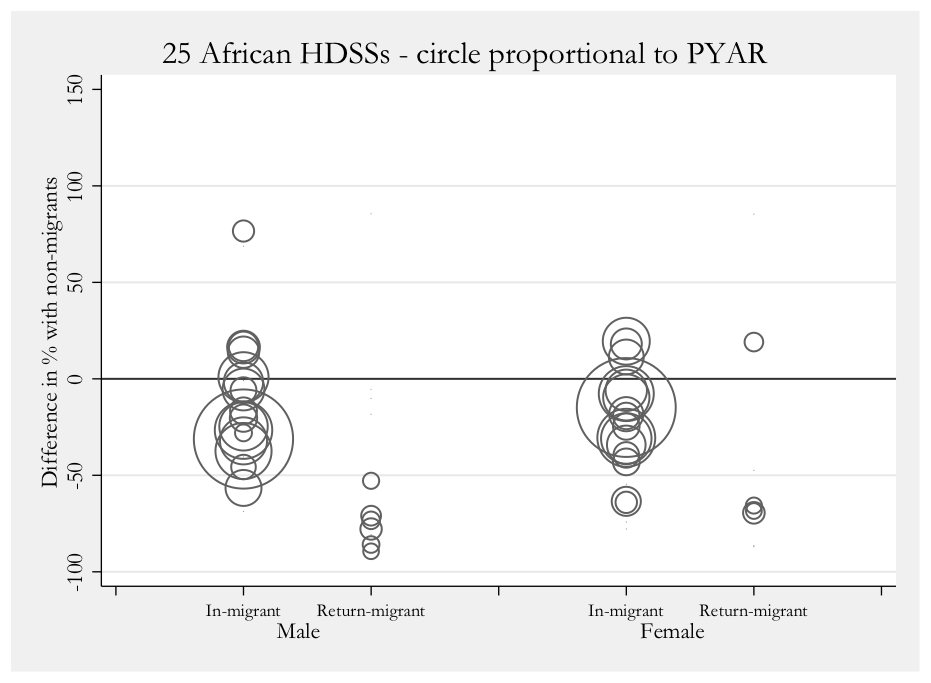 25 African HDSSs - circle proportional to PYAR
Difference in % with non-migrants
150
100
50
0
-50
-100
In-migrant Return-migrant In-migrant Return-migrant
Male Female